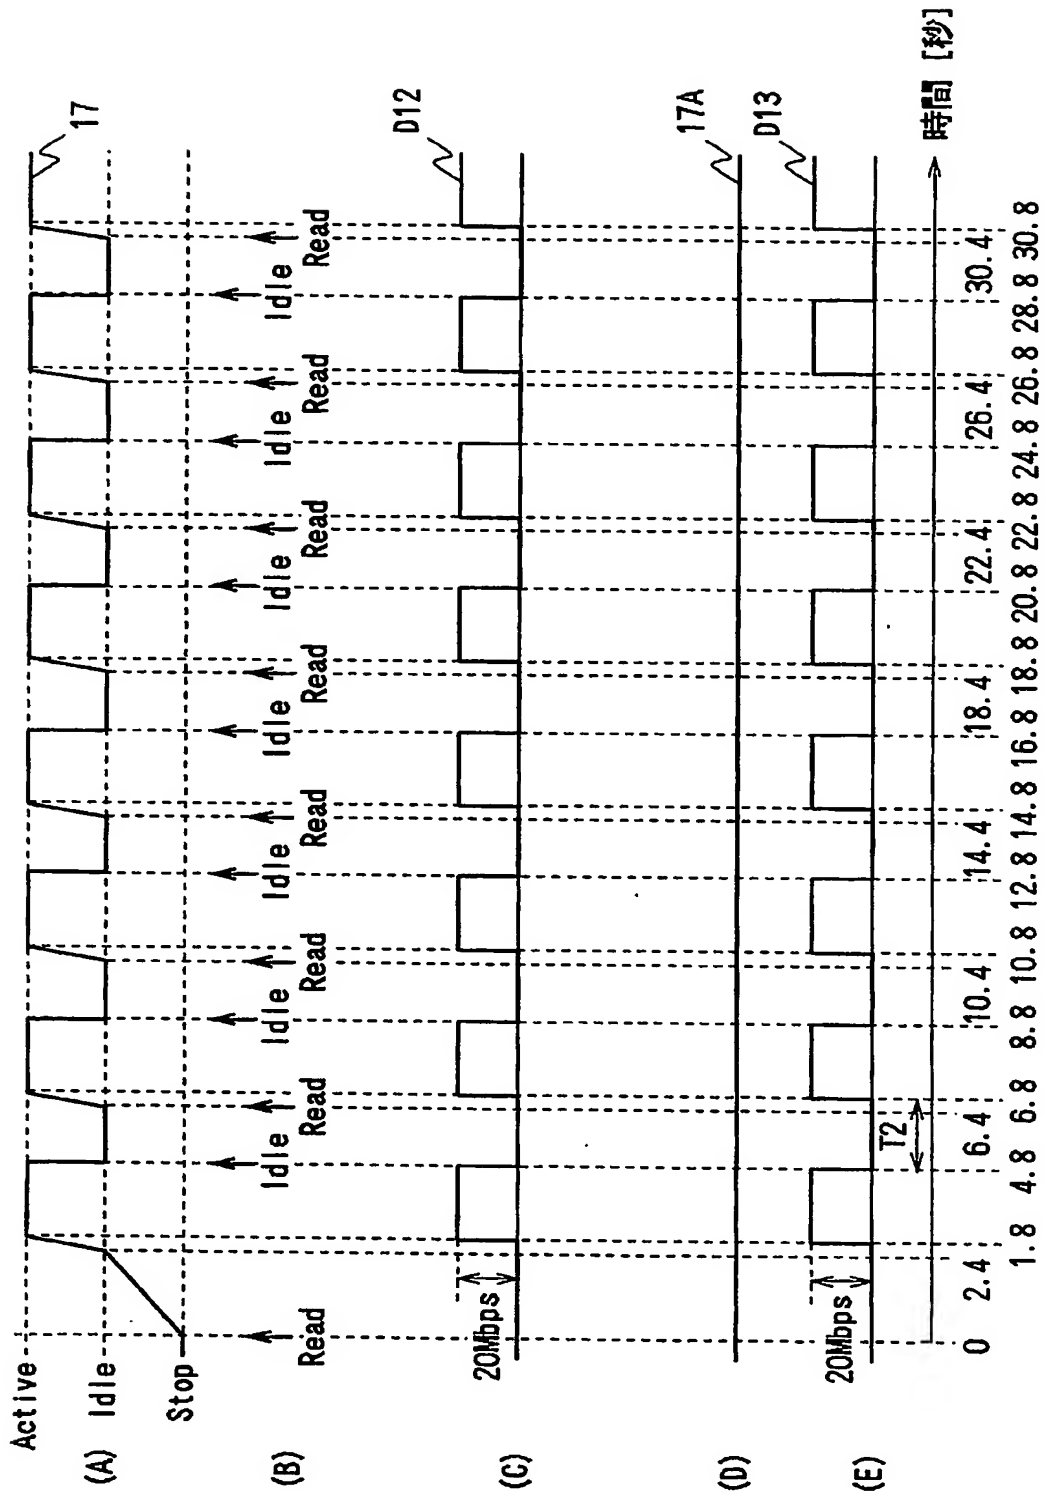 Active
17
(A) Idle
Stop
(B)
Idle Idle Idle Idle Idle Idle Idle
Read Read Read Read Read Read Read Read
D12
20Mbps
(C)
17A
(D)
D13
20Mbps
(E)
T2
時間 [秒]
0 2.4 6.4 10.4 14.4 18.4 22.4 26.4 30.4
1.8 4.8 6.8 8.8 10.8 12.8 14.8 16.8 18.8 20.8 22.8 24.8 26.8 28.8 30.8